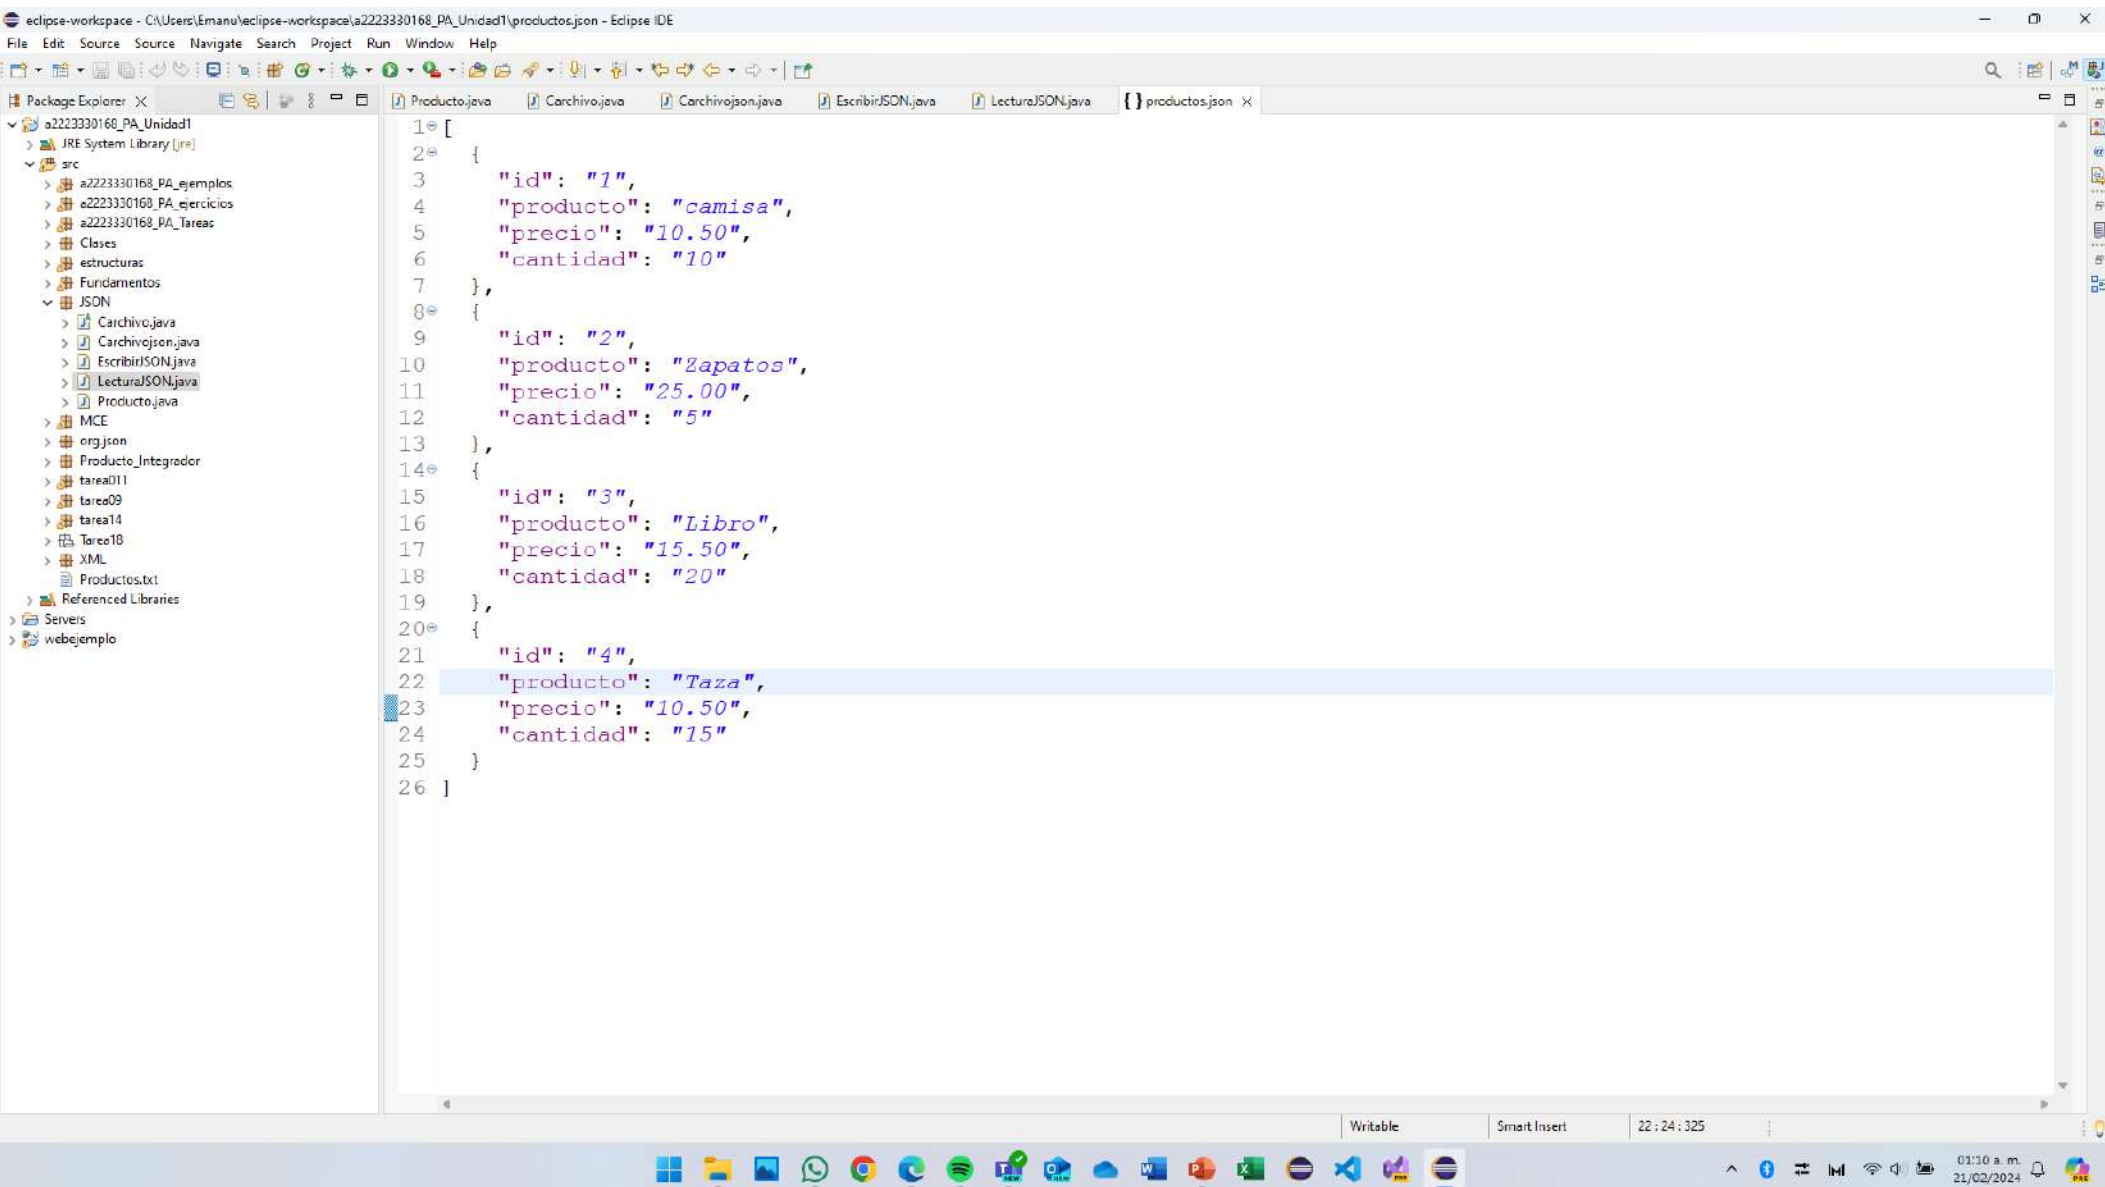 eclipse-workspace - C:\Users\Emanu\eclipse-workspace\a2223330168_PA_Unidad1\productos.json - Eclipse IDE
File Edit Source Source Navigate Search Project Run Window Help
Package Explorer
Producto.java Carchivo.java Carchivojson.java EscribirJSON.java LecturaJSON.java { } productos.json
a2223330168_PA_Unidad1
JRE System Library [jre]
src
a2223330168_PA_ejemplos
a2223330168_PA_ejercicios
a2223330168_PA_Tareas
Clases
estructuras
Fundamentos
JSON
Carchivo.java
Carchivojson.java
EscribirJSON.java
LecturaJSON.java
Producto.java
MCE
org.json
Producto_Integrador
tarea011
tarea09
tarea14
Tarea18
XML
Productos.txt
Referenced Libraries
Servers
webejemplo
1 [
2 {
3 "id": "1",
4 "producto": "camisa",
5 "precio": "10.50",
6 "cantidad": "10"
7 },
8 {
9 "id": "2",
10 "producto": "Zapatos",
11 "precio": "25.00",
12 "cantidad": "5"
13 },
14 {
15 "id": "3",
16 "producto": "Libro",
17 "precio": "15.50",
18 "cantidad": "20"
19 },
20 {
21 "id": "4",
22 "producto": "Taza",
23 "precio": "10.50",
24 "cantidad": "15"
25 }
26 ]
Writable Smart Insert 22 : 24 : 325
01:10 a. m.
21/02/2024